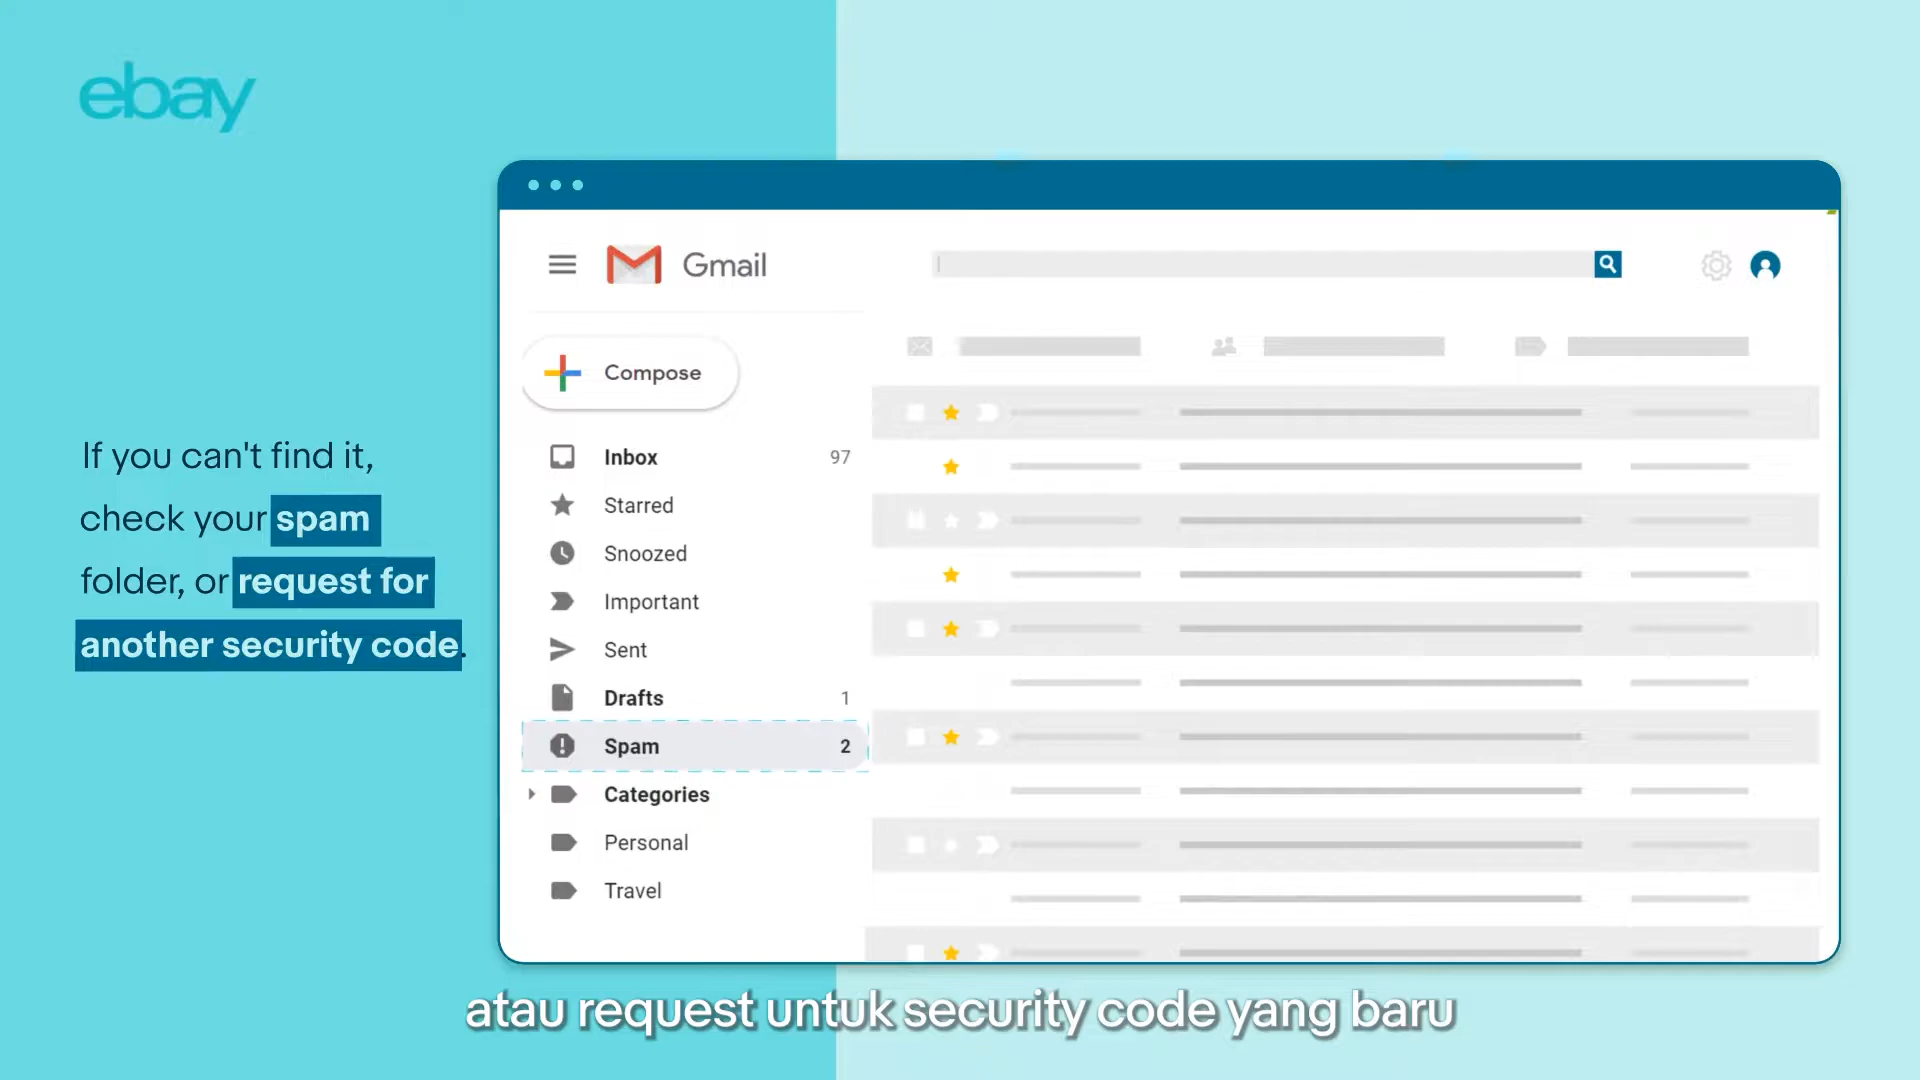 ebay
Gmail
Compose
If you can't find it,
check your spam
folder, or request for
another security code.
Inbox 97
Starred
Snoozed
Important
Sent
Drafts 1
Spam 2
Categories
Personal
Travel
atau request untuk security code yang baru